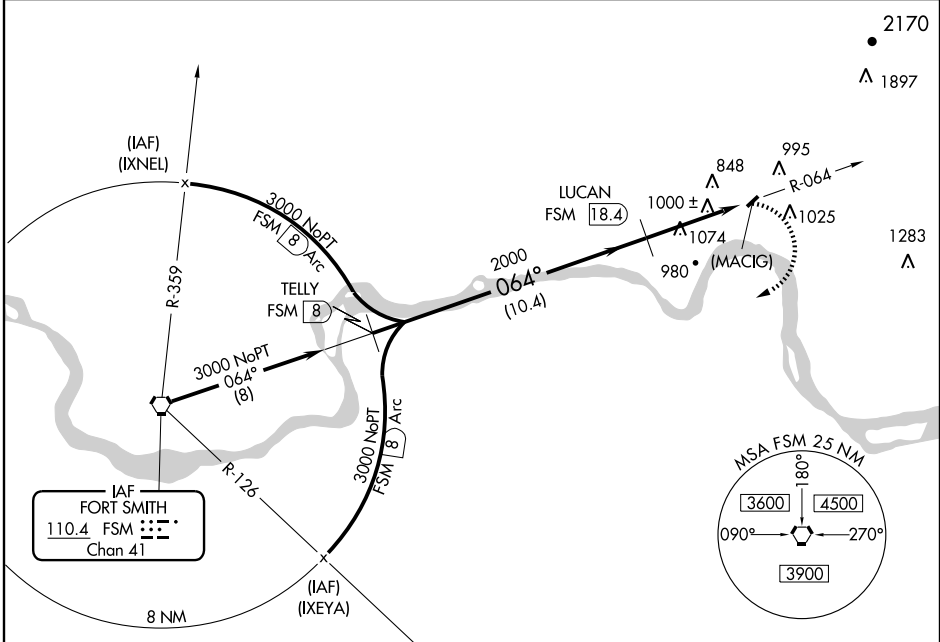 2170
1897
(IAF)
(IXNEL)
995
848
R-064
LUCAN
FSM 18.4
1000 ±
1025
3000 NoPT
FSM 8 Arc
1074
1283
(MACIG)
980
2000
064°
(10.4)
R-359
TELLY
FSM 8
3000 NoPT
064°
(8)
3000 NoPT
FSM 8 Arc
R-126
MSA FSM 25 NM
180°
3600
4500
090°
270°
3900
IAF
FORT SMITH
110.4 FSM
Chan 41
(IAF)
(IXEYA)
8 NM